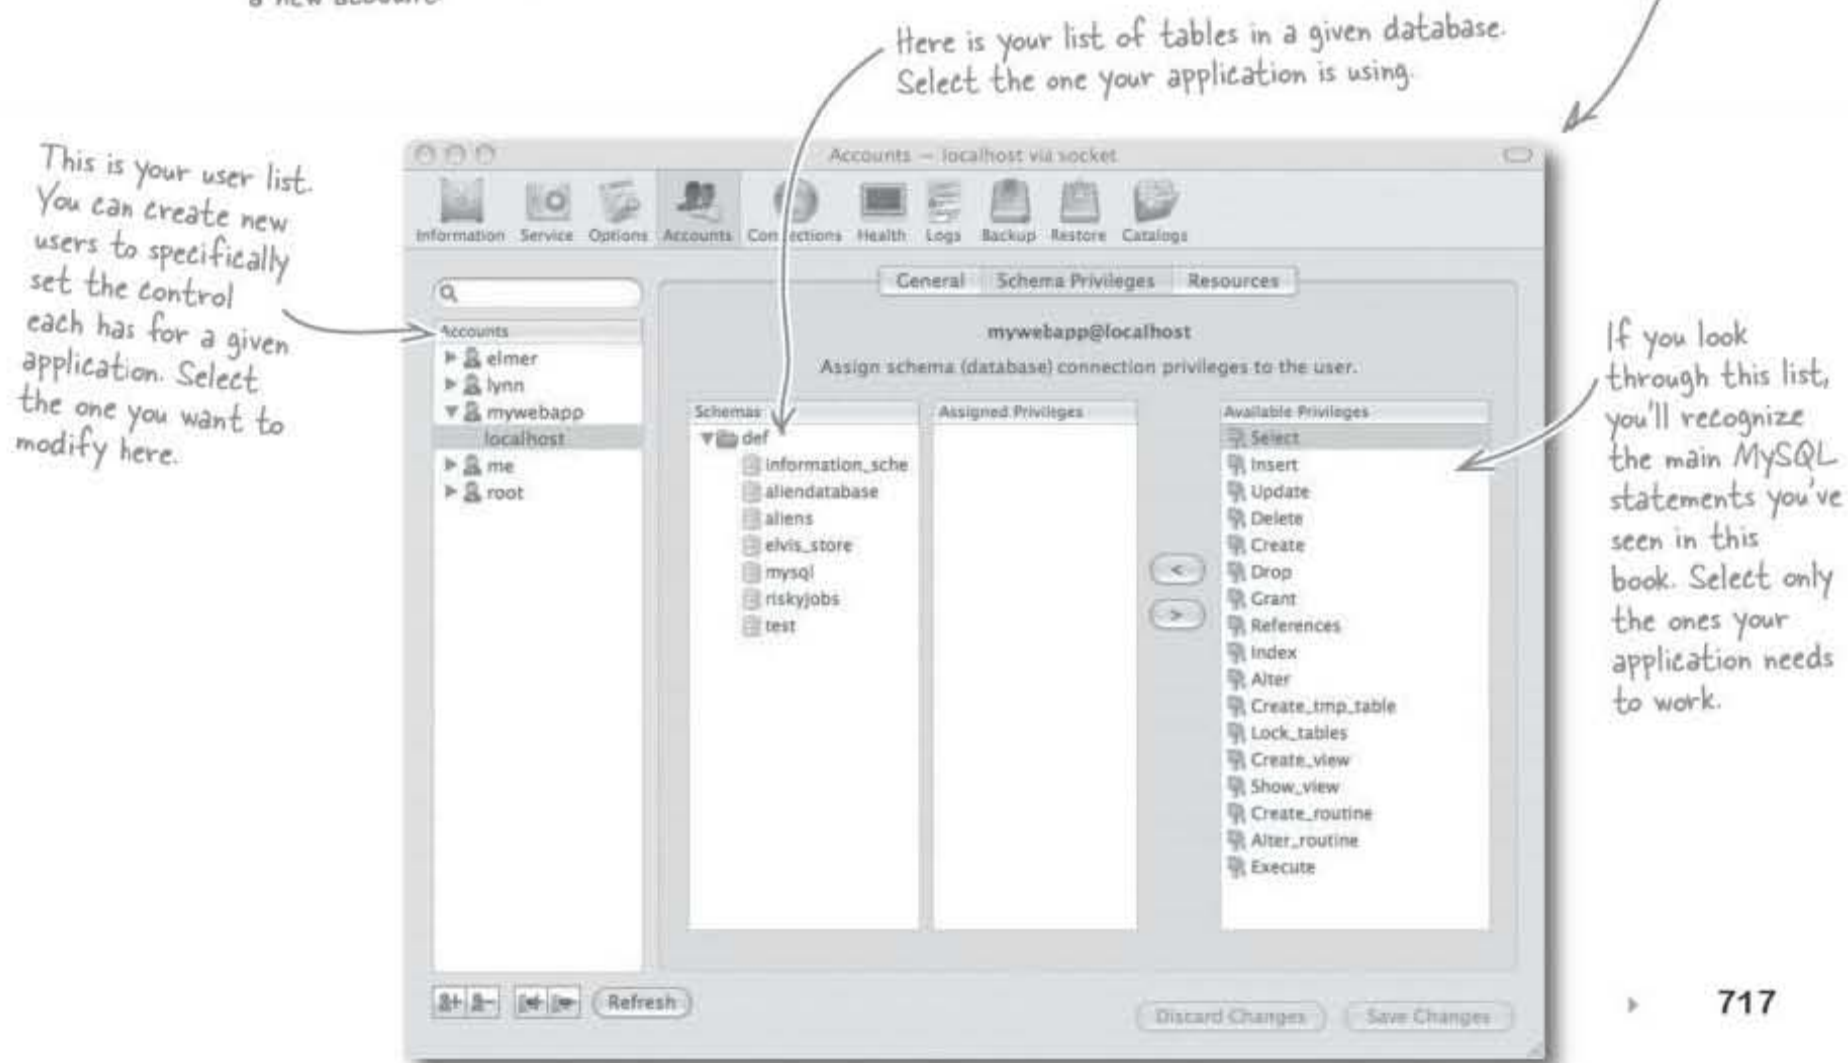 a new account.
Here is your list of tables in a given database.
Select the one your application is using.
This is your user list.
You can create new
users to specifically
set the control
each has for a given
application. Select
the one you want to
modify here.
Accounts — localhost via socket
Information Service Options Accounts Connections Health Logs Backup Restore Catalogs
General Schema Privileges Resources
Accounts
elmer
lynn
mywebapp
localhost
me
root
mywebapp@localhost
Assign schema (database) connection privileges to the user.
Schemas
def
information_sche
aliendatabase
aliens
elvis_store
mysql
riskyjobs
test
Assigned Privileges
<
>
Available Privileges
Select
Insert
Update
Delete
Create
Drop
Grant
References
Index
Alter
Create_tmp_table
Lock_tables
Create_view
Show_view
Create_routine
Alter_routine
Execute
If you look
through this list,
you'll recognize
the main MySQL
statements you've
seen in this
book. Select only
the ones your
application needs
to work.
Refresh
Discard Changes Save Changes
717